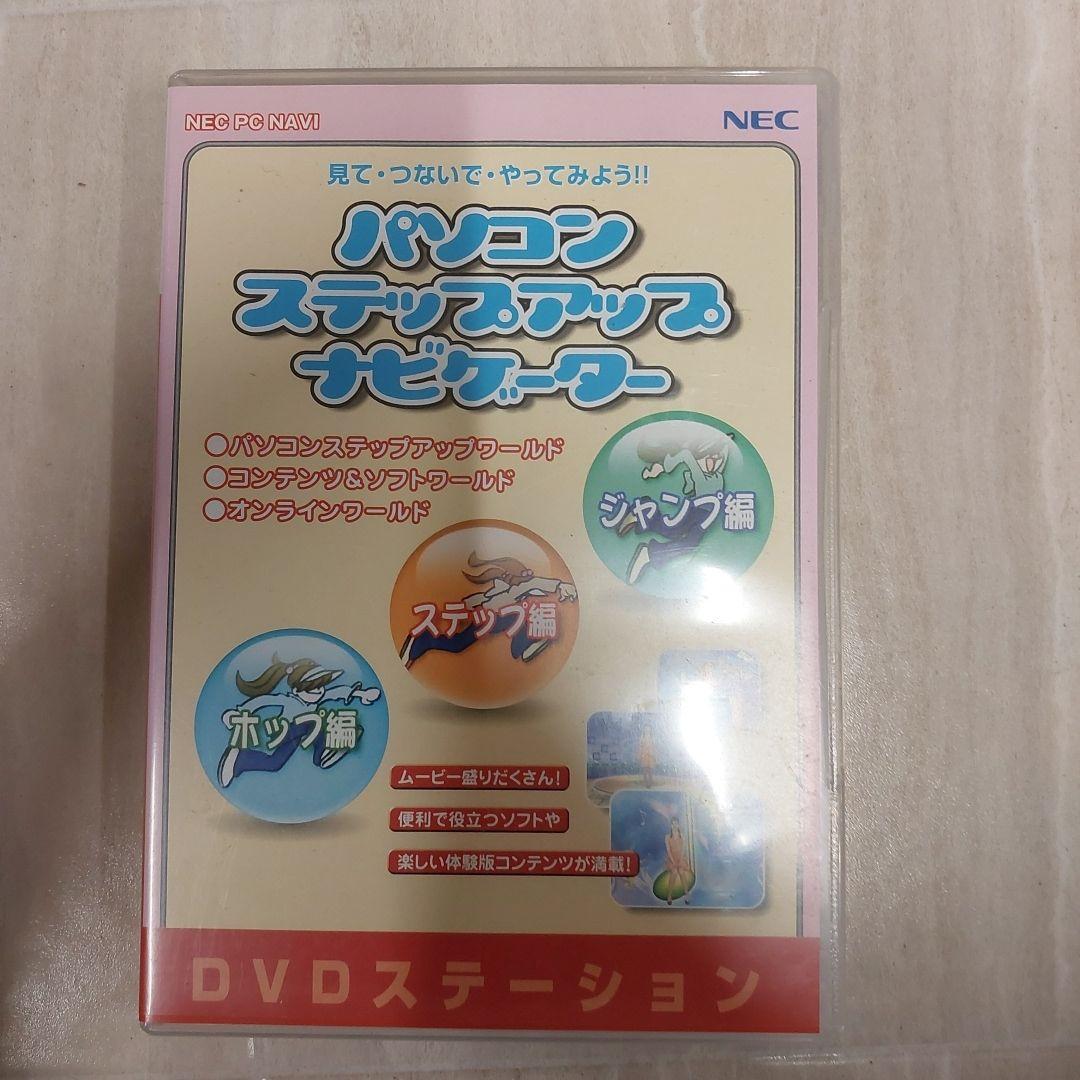 NEC PC NAVI
NEC
見て・つないで・やってみよう!!
パソコン
ステップアップ
ナビゲーター
●パソコンステップアップワールド
●コンテンツ&ソフトワールド
●オンラインワールド
ジャンプ編
ステップ編
ホップ編
ムービー盛りだくさん!
便利で役立つソフトや
楽しい体験版コンテンツが満載!
DVDステーション